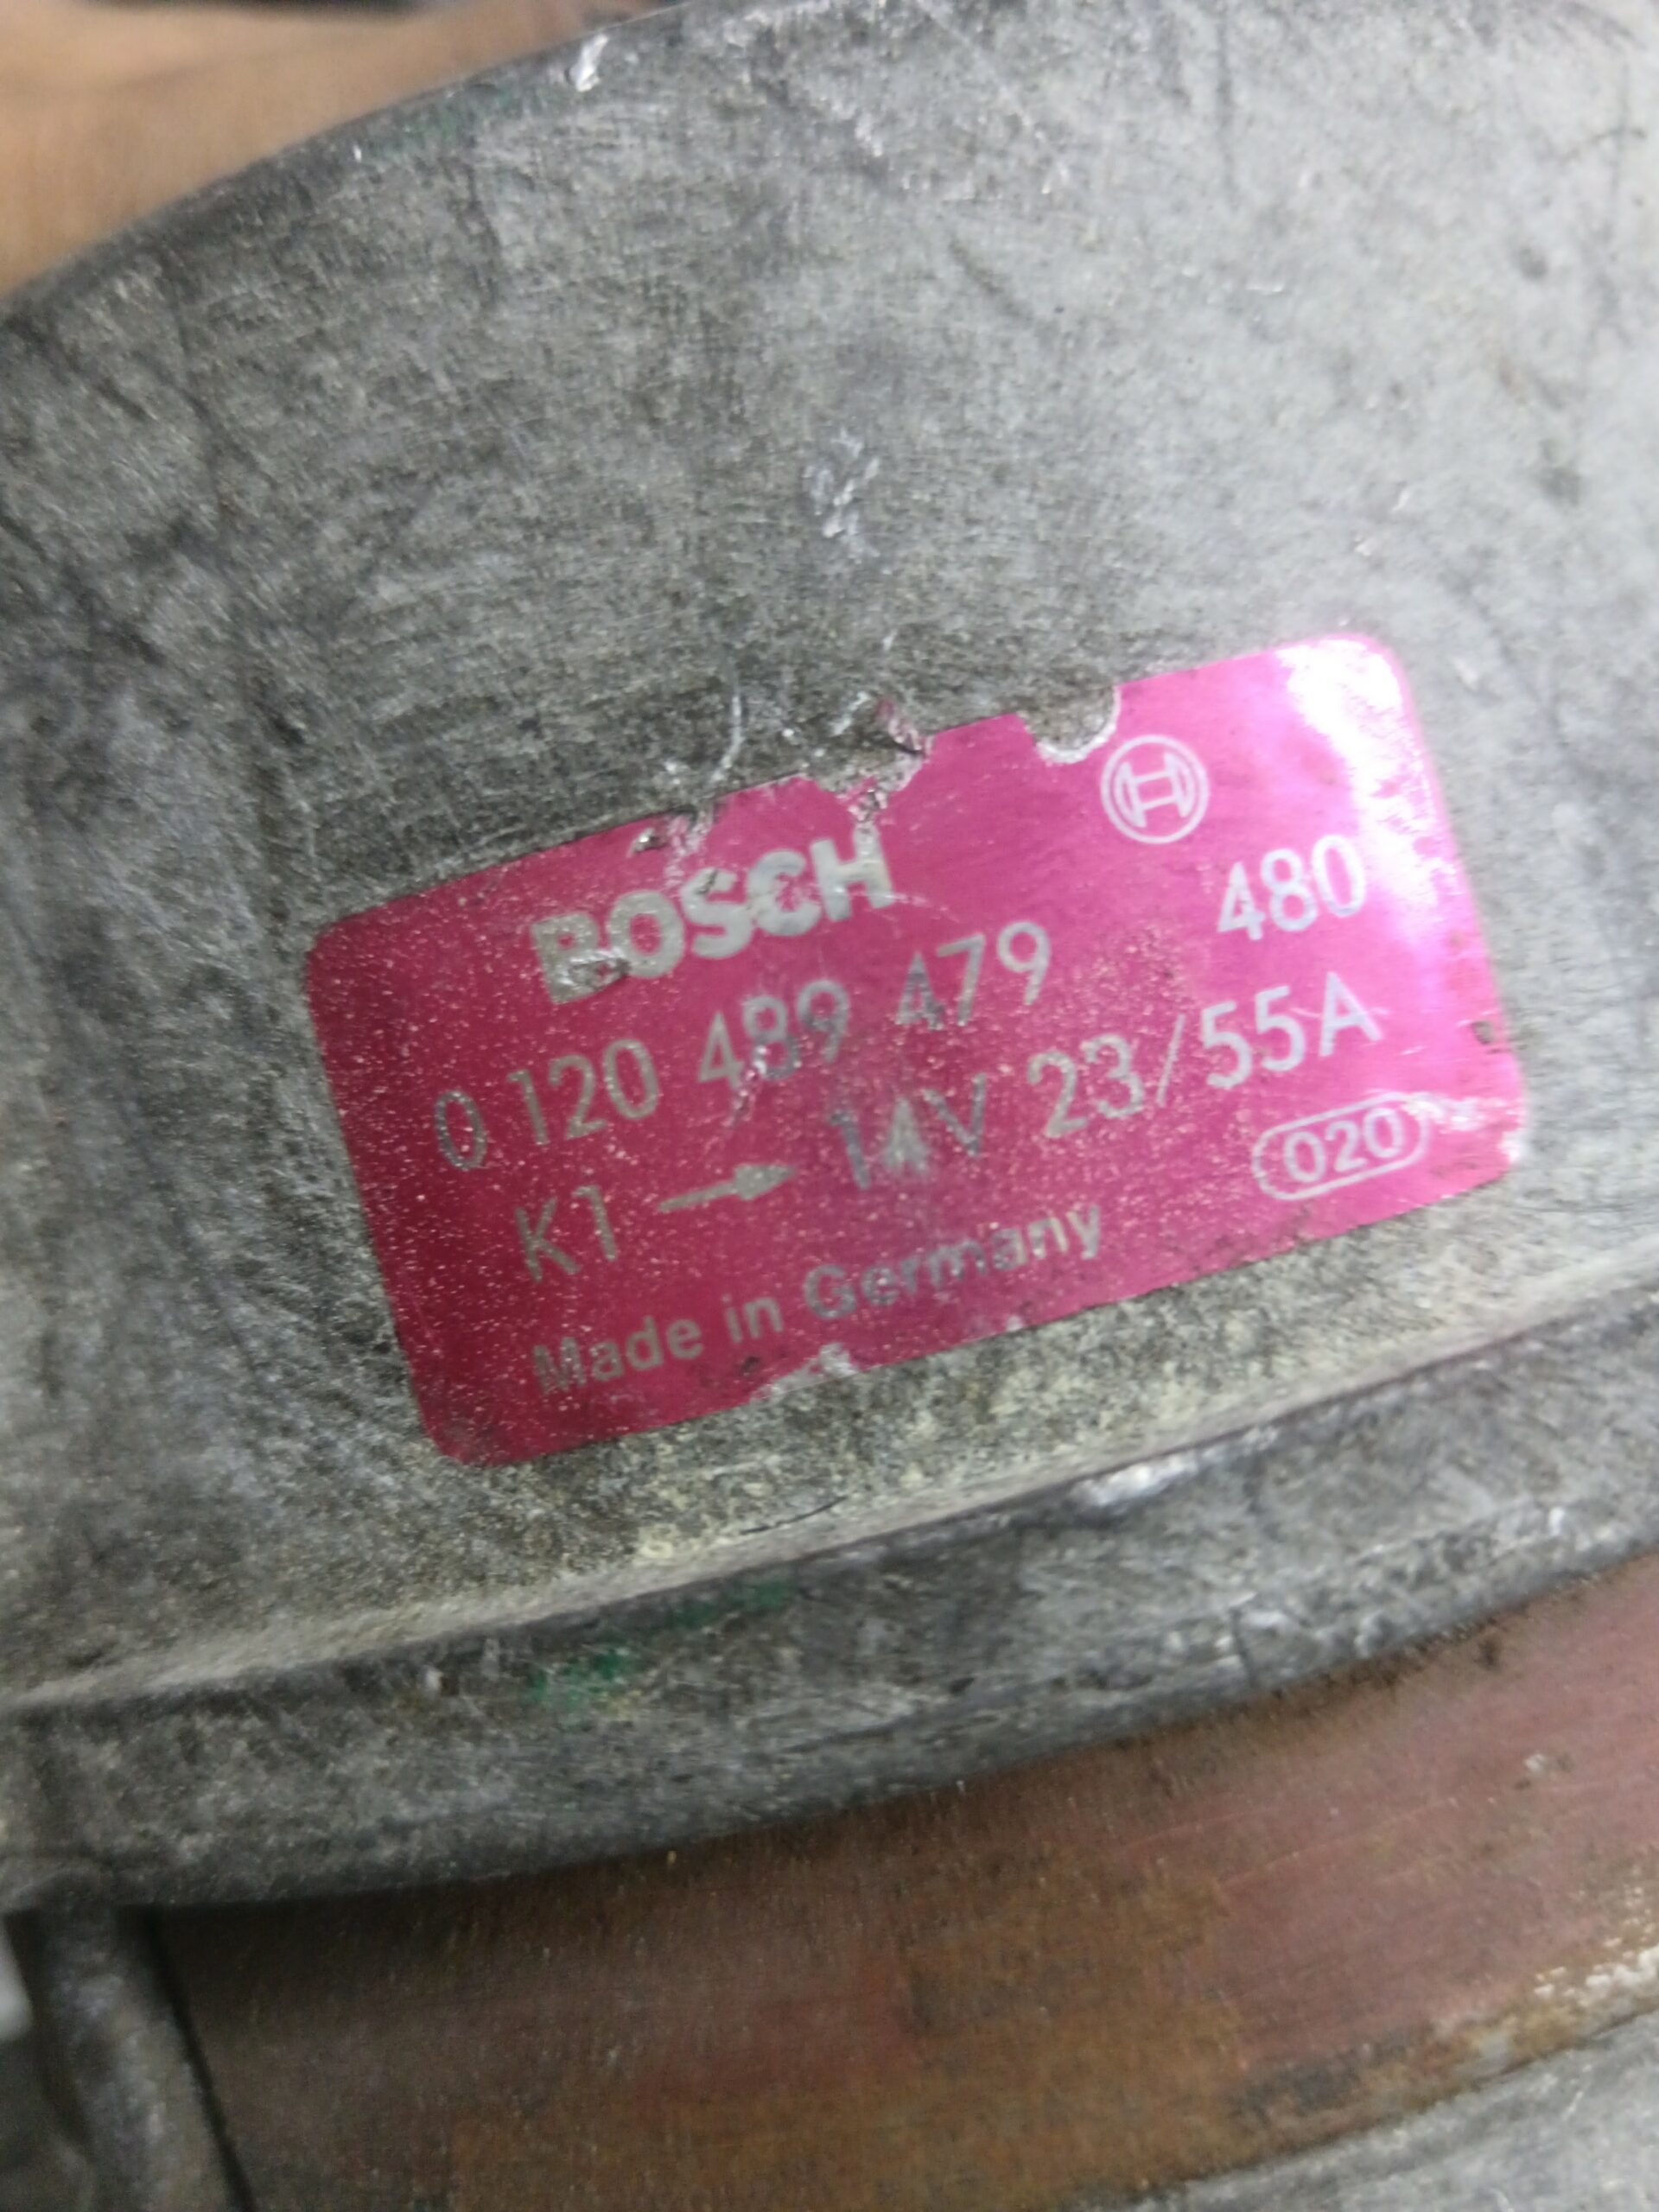 BOSCH
0 120 489 479 480
K1 → 14V 23/55A
Made in Germany 020